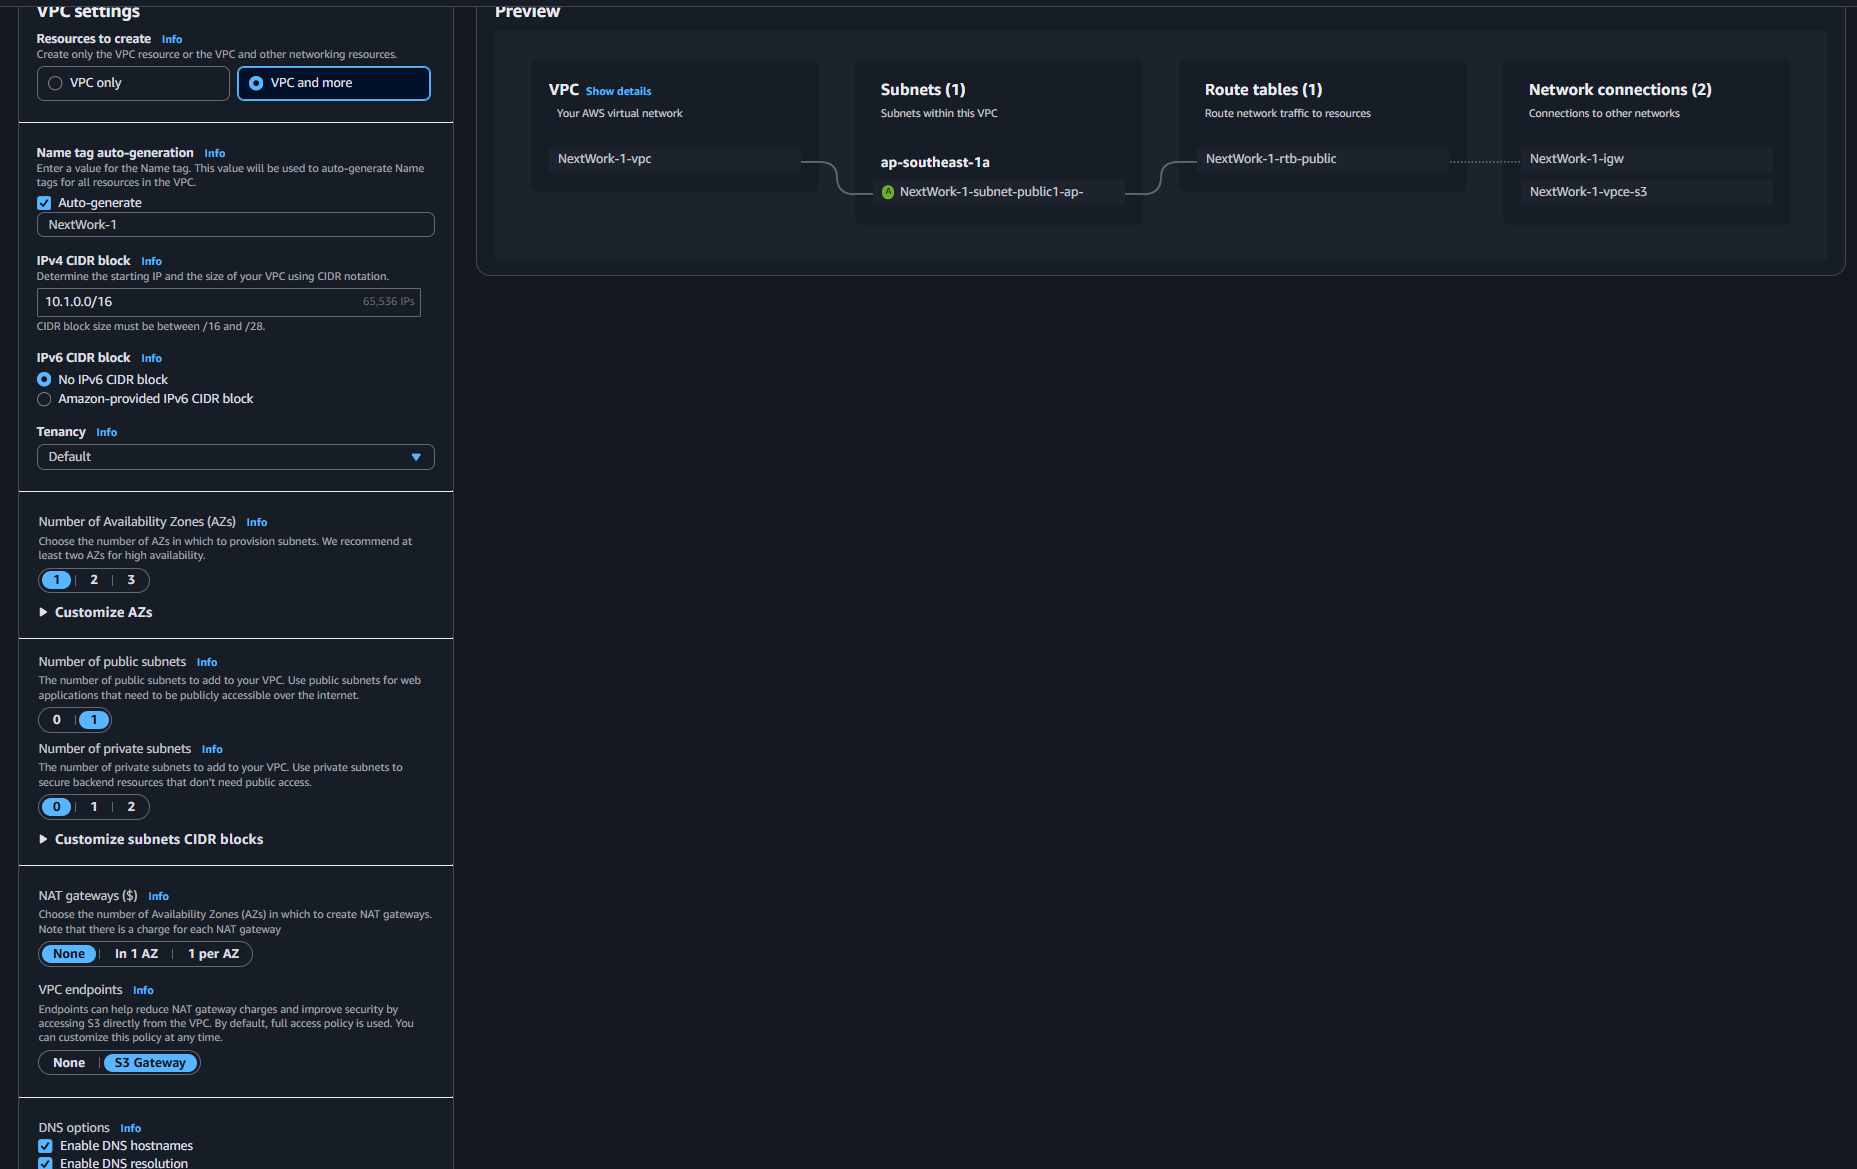 VPC settings
Resources to create Info
Create only the VPC resource or the VPC and other networking resources.
VPC only
VPC and more
Name tag auto-generation Info
Enter a value for the Name tag. This value will be used to auto-generate Name
tags for all resources in the VPC.
Auto-generate
NextWork-1
IPv4 CIDR block Info
Determine the starting IP and the size of your VPC using CIDR notation.
10.1.0.0/16 65,536 IPs
CIDR block size must be between /16 and /28.
IPv6 CIDR block Info
No IPv6 CIDR block
Amazon-provided IPv6 CIDR block
Tenancy Info
Default
Number of Availability Zones (AZs) Info
Choose the number of AZs in which to provision subnets. We recommend at
least two AZs for high availability.
1 2 3
Customize AZs
Number of public subnets Info
The number of public subnets to add to your VPC. Use public subnets for web
applications that need to be publicly accessible over the internet.
0 1
Number of private subnets Info
The number of private subnets to add to your VPC. Use private subnets to
secure backend resources that don't need public access.
0 1 2
Customize subnets CIDR blocks
NAT gateways ($) Info
Choose the number of Availability Zones (AZs) in which to create NAT gateways.
Note that there is a charge for each NAT gateway
None In 1 AZ 1 per AZ
VPC endpoints Info
Endpoints can help reduce NAT gateway charges and improve security by
accessing S3 directly from the VPC. By default, full access policy is used. You
can customize this policy at any time.
None S3 Gateway
DNS options Info
Enable DNS hostnames
Enable DNS resolution
Preview
VPC Show details
Your AWS virtual network
NextWork-1-vpc
Subnets (1)
Subnets within this VPC
ap-southeast-1a
A NextWork-1-subnet-public1-ap-
Route tables (1)
Route network traffic to resources
NextWork-1-rtb-public
Network connections (2)
Connections to other networks
NextWork-1-igw
NextWork-1-vpce-s3